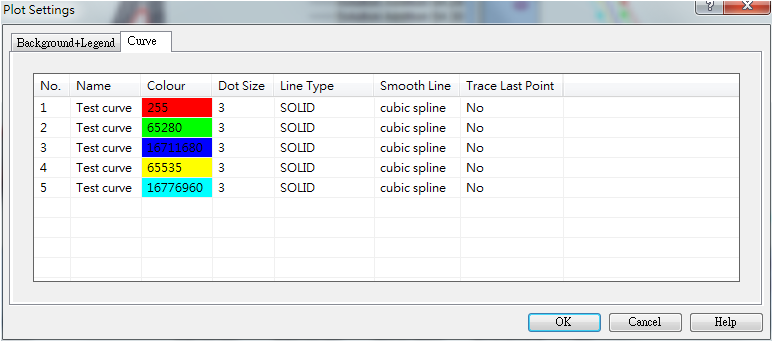 Plot Settings
?
Background+Legend Curve
No. Name Colour Dot Size Line Type Smooth Line Trace Last Point
1 Test curve 255 3 SOLID cubic spline No
2 Test curve 65280 3 SOLID cubic spline No
3 Test curve 16711680 3 SOLID cubic spline No
4 Test curve 65535 3 SOLID cubic spline No
5 Test curve 16776960 3 SOLID cubic spline No
OK Cancel Help